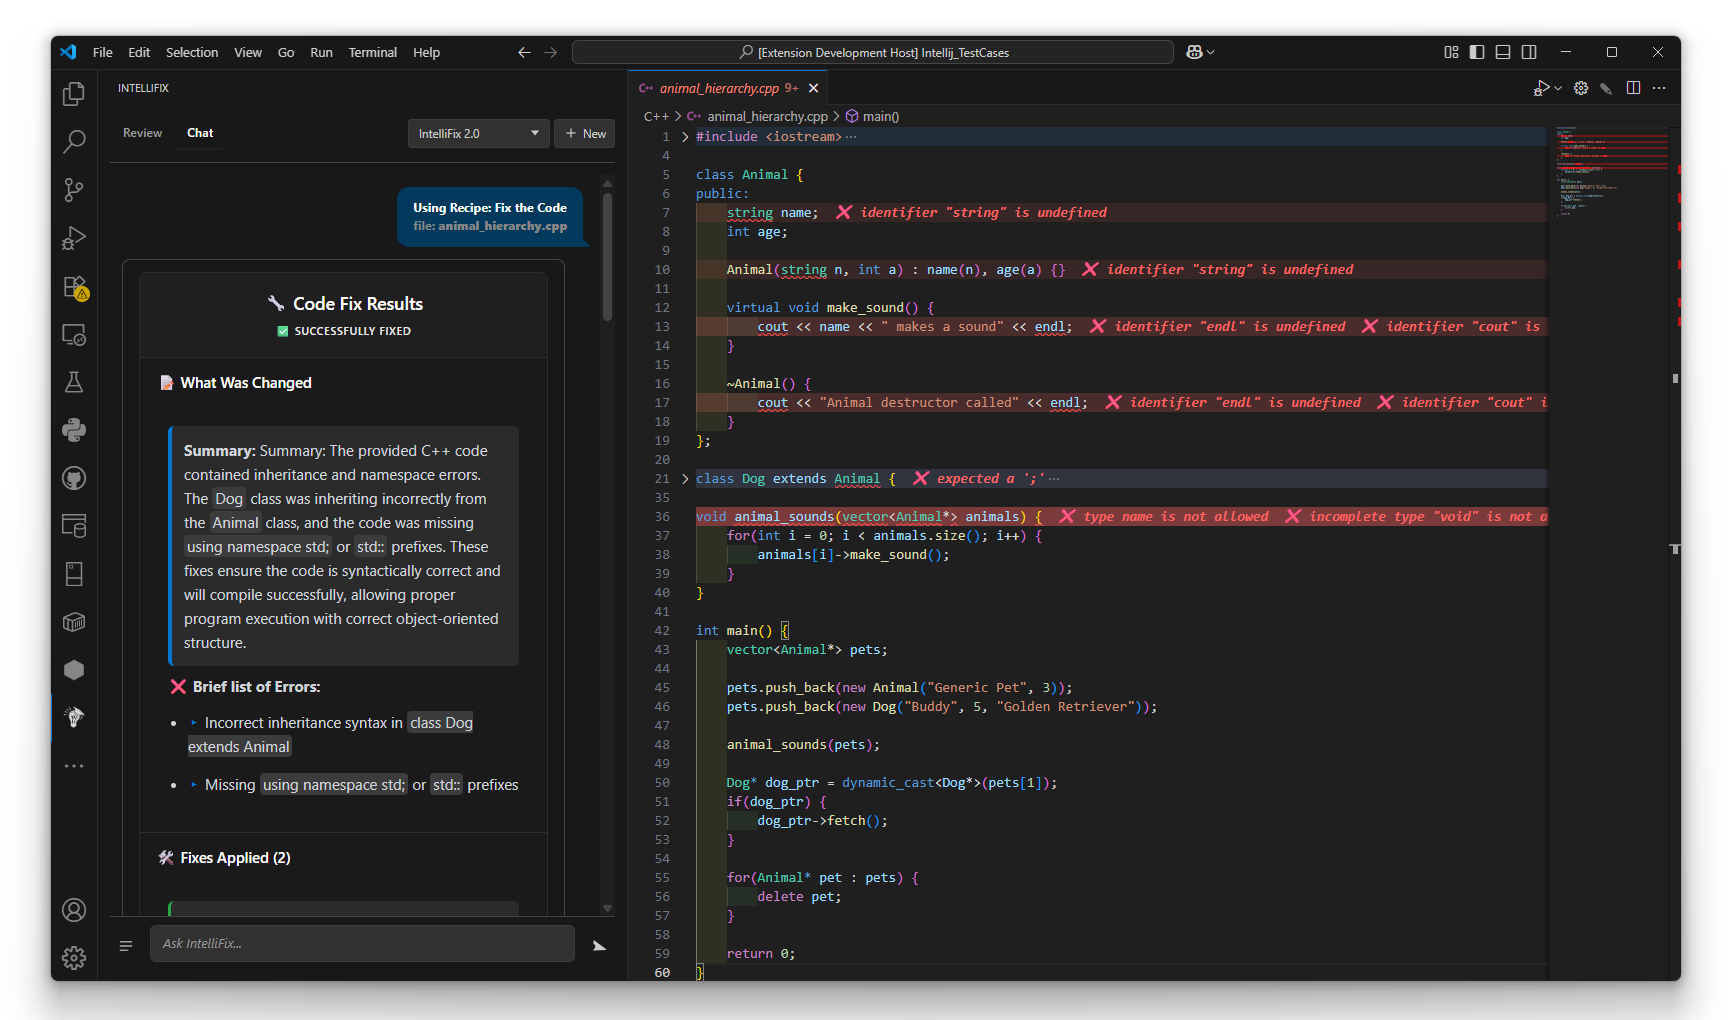 File Edit Selection View Go Run Terminal Help
[Extension Development Host] Intellij_TestCases
INTELLIFIX
Review Chat
IntelliFix 2.0
+ New
Using Recipe: Fix the Code
file: animal_hierarchy.cpp
Code Fix Results
SUCCESSFULLY FIXED
What Was Changed
Summary: Summary: The provided C++ code
contained inheritance and namespace errors.
The Dog class was inheriting incorrectly from
the Animal class, and the code was missing
using namespace std; or std:: prefixes. These
fixes ensure the code is syntactically correct and
will compile successfully, allowing proper
program execution with correct object-oriented
structure.
Brief list of Errors:
Incorrect inheritance syntax in class Dog
extends Animal
Missing using namespace std; or std:: prefixes
Fixes Applied (2)
Ask IntelliFix...
C++ animal_hierarchy.cpp 9+
C++ > C++ animal_hierarchy.cpp > main()
1 #include <iostream>⋯
4
5 class Animal {
6 public:
7 string name; identifier "string" is undefined
8 int age;
9
10 Animal(string n, int a) : name(n), age(a) {} identifier "string" is undefined
11
12 virtual void make_sound() {
13 cout << name << " makes a sound" << endl; identifier "endl" is undefined identifier "cout" is
14 }
15
16 ~Animal() {
17 cout << "Animal destructor called" << endl; identifier "endl" is undefined identifier "cout" i
18 }
19 };
20
21 class Dog extends Animal { expected a ';'⋯
35
36 void animal_sounds(vector<Animal*> animals) { type name is not allowed incomplete type "void" is not a
37 for(int i = 0; i < animals.size(); i++) {
38 animals[i]->make_sound();
39 }
40 }
41
42 int main() {
43 vector<Animal*> pets;
44
45 pets.push_back(new Animal("Generic Pet", 3));
46 pets.push_back(new Dog("Buddy", 5, "Golden Retriever"));
47
48 animal_sounds(pets);
49
50 Dog* dog_ptr = dynamic_cast<Dog*>(pets[1]);
51 if(dog_ptr) {
52 dog_ptr->fetch();
53 }
54
55 for(Animal* pet : pets) {
56 delete pet;
57 }
58
59 return 0;
60 }